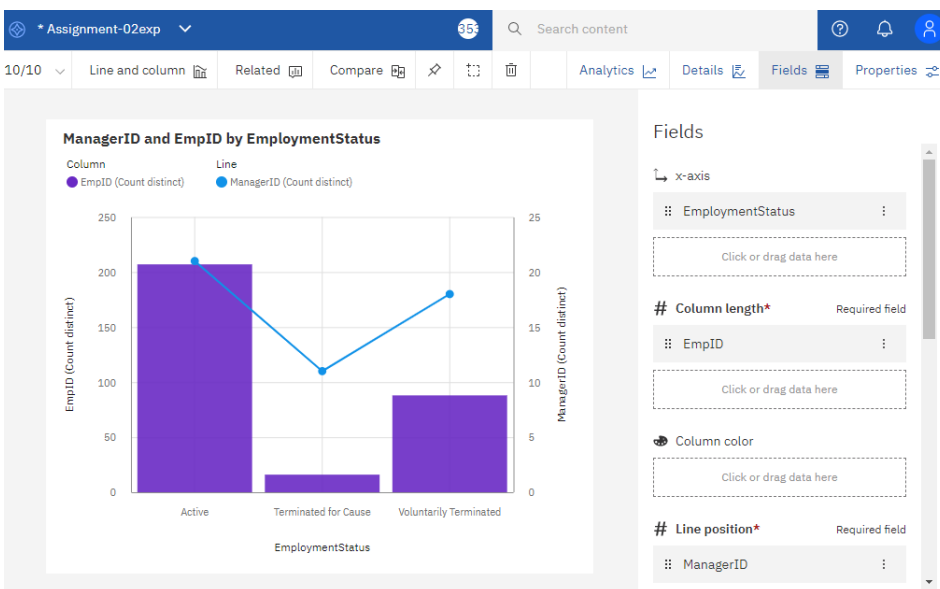 * Assignment-02exp
353
Search content
10/10
Line and column
Related
Compare
Analytics
Details
Fields
Properties
ManagerID and EmpID by EmploymentStatus
Column
Line
EmpID (Count distinct)
ManagerID (Count distinct)
250
200
150
100
50
0
EmpID (Count distinct)
25
20
15
10
5
0
ManagerID (Count distinct)
Active
Terminated for Cause
Voluntarily Terminated
EmploymentStatus
Fields
x-axis
EmploymentStatus
Click or drag data here
# Column length*
Required field
EmpID
Click or drag data here
Column color
Click or drag data here
# Line position*
Required field
ManagerID